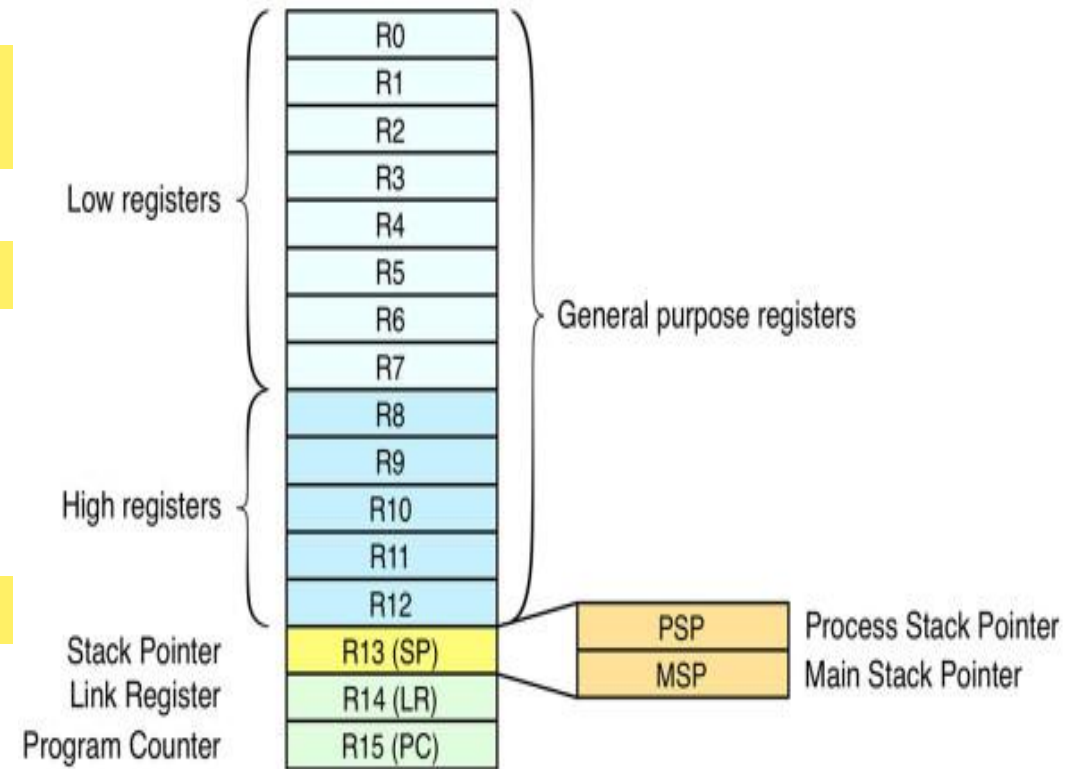 R0
R1
R2
R3
Low registers
R4
R5
R6
General purpose registers
R7
R8
R9
High registers
R10
R11
R12
PSP Process Stack Pointer
Stack Pointer R13 (SP)
MSP Main Stack Pointer
Link Register R14 (LR)
Program Counter R15 (PC)